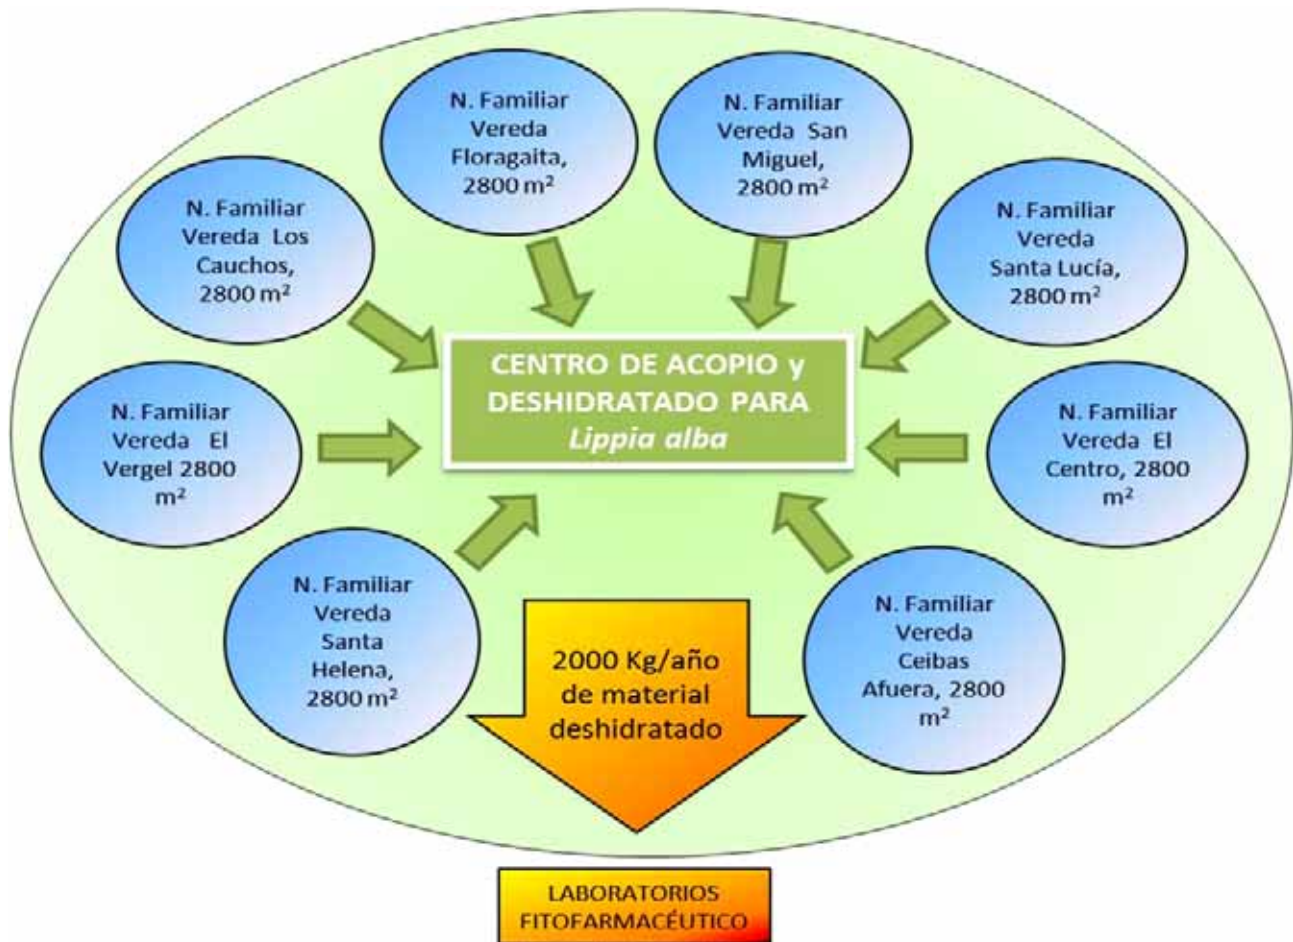 N. Familiar
Vereda
Floragaita,
2800 m²
N. Familiar
Vereda San
Miguel,
2800 m²
N. Familiar
Vereda Los
Cauchos,
2800 m²
N. Familiar
Vereda
Santa Lucía,
2800 m²
CENTRO DE ACOPIO y
DESHIDRATADO PARA
Lippia alba
N. Familiar
Vereda El
Vergel 2800
m²
N. Familiar
Vereda El
Centro, 2800
m²
N. Familiar
Vereda
Santa
Helena,
2800 m²
2000 Kg/año
de material
deshidratado
N. Familiar
Vereda
Ceibas
Afuera, 2800
m²
LABORATORIOS
FITOFARMACÉUTICO